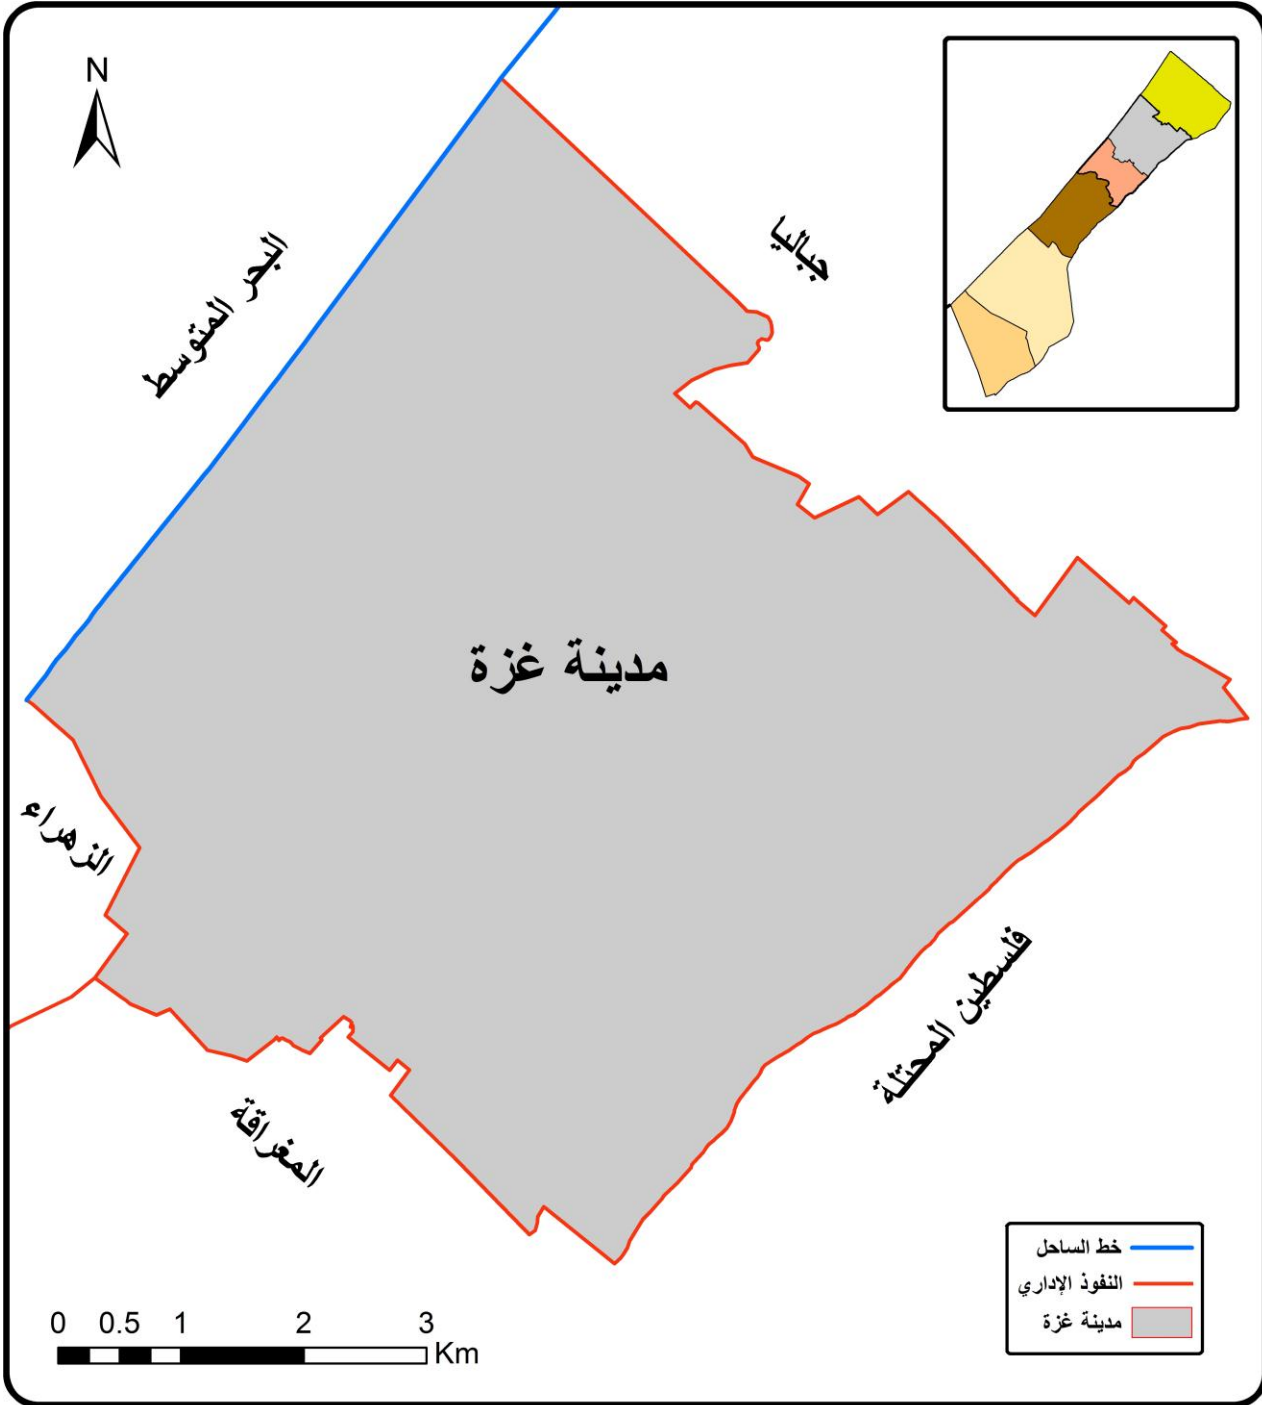 N
البحر المتوسط
جباليا
مدينة غزة
الزهراء
فلسطين المحتلة
المغراقة
خط الساحل
النفوذ الإداري
مدينة غزة
0 0.5 1 2 3
Km